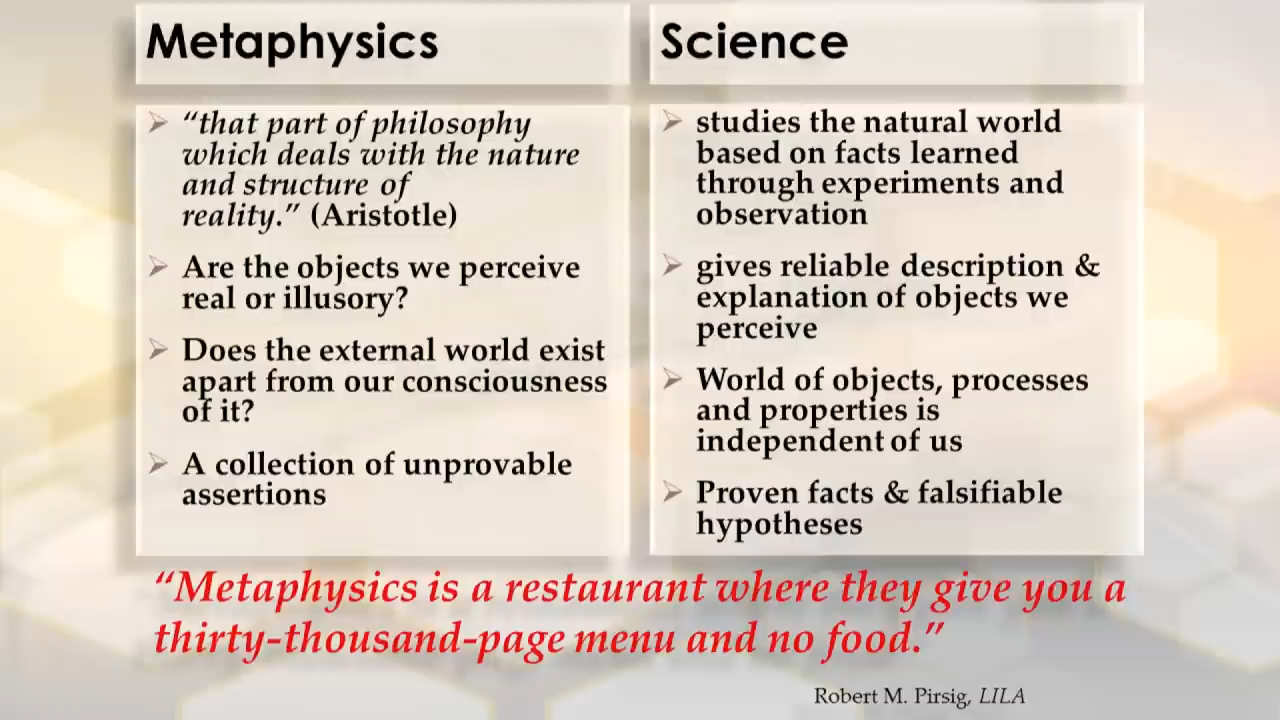 Metaphysics
“that part of philosophy
which deals with the nature
and structure of
reality.” (Aristotle)
Are the objects we perceive
real or illusory?
Does the external world exist
apart from our consciousness
of it?
A collection of unprovable
assertions
Science
studies the natural world
based on facts learned
through experiments and
observation
gives reliable description &
explanation of objects we
perceive
World of objects, processes
and properties is
independent of us
Proven facts & falsifiable
hypotheses
“Metaphysics is a restaurant where they give you a
thirty-thousand-page menu and no food.”
Robert M. Pirsig, LILA